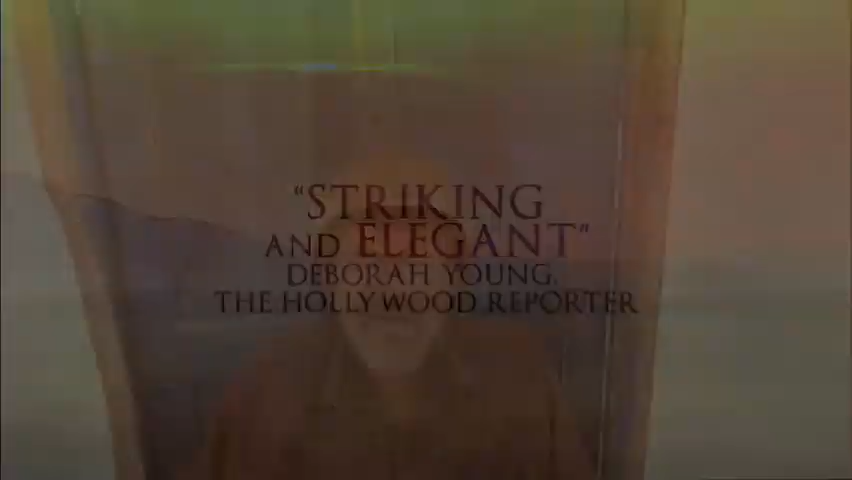 "STRIKING
AND ELEGANT"
DEBORAH YOUNG,
THE HOLLYWOOD REPORTER